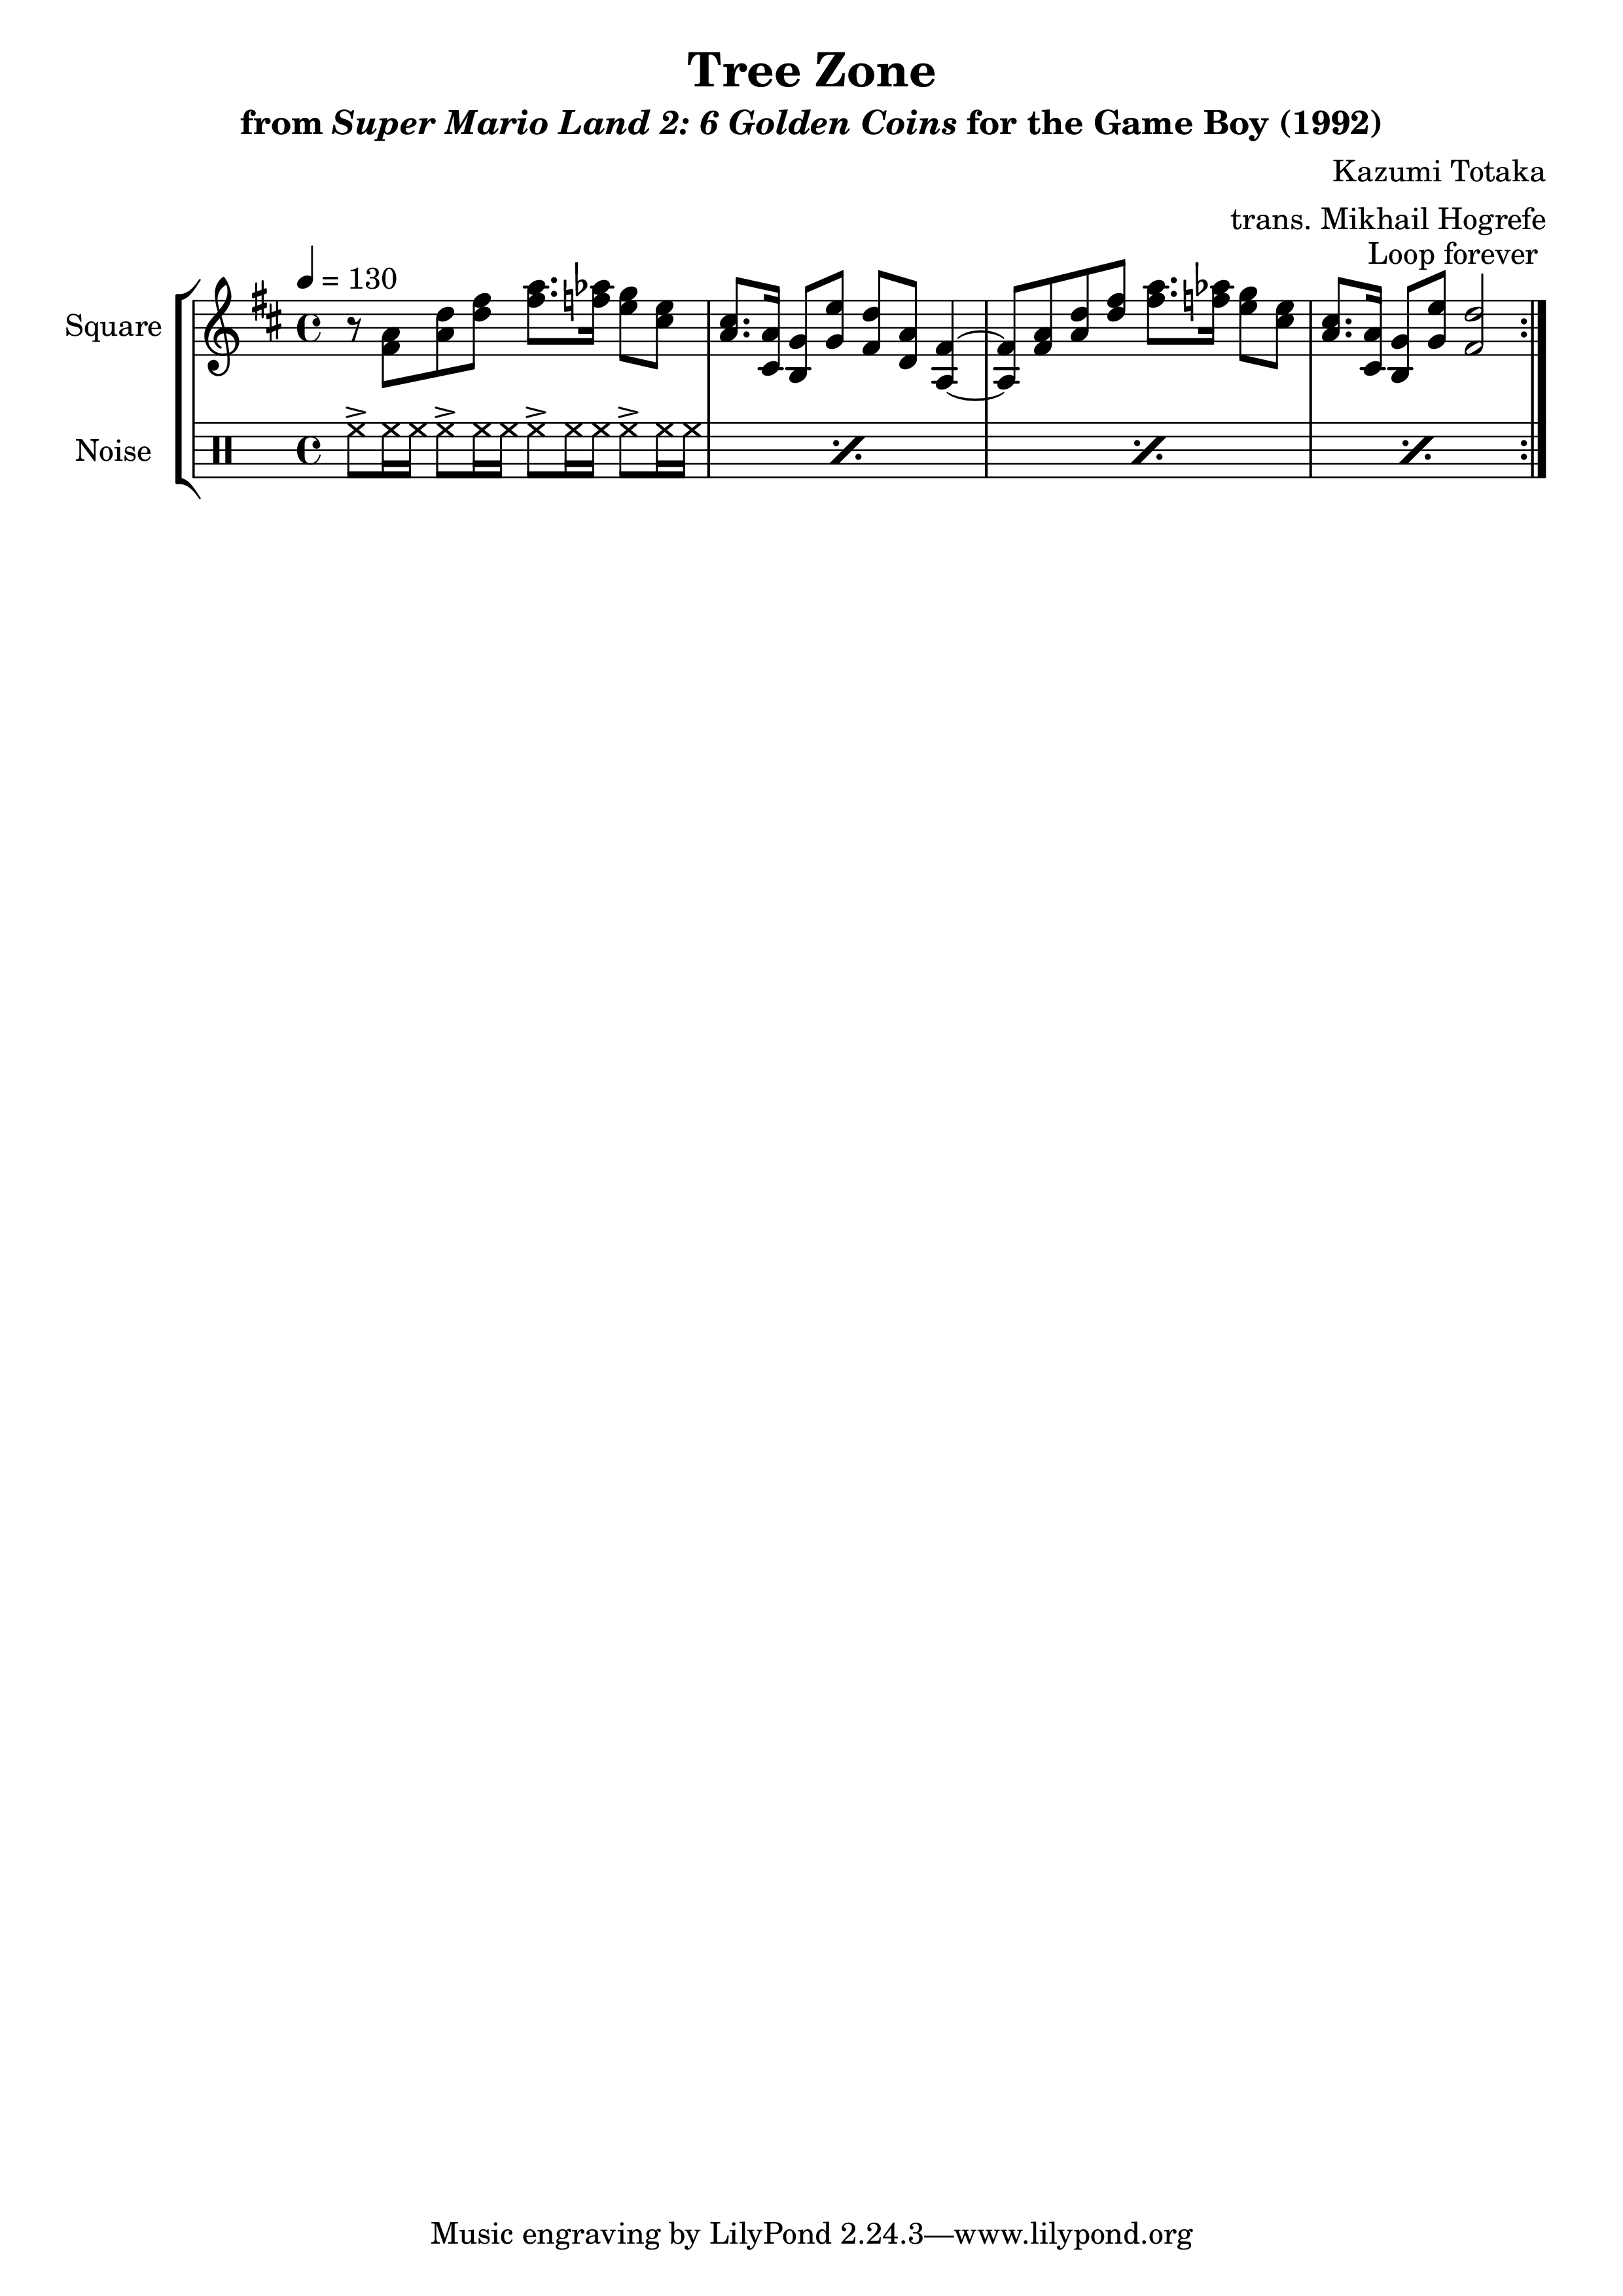 Tree Zone
from Super Mario Land 2: 6 Golden Coins for the Game Boy (1992)
Kazumi Totaka
trans. Mikhail Hogrefe
Loop forever
♩ = 130
Square
Noise
Music engraving by LilyPond 2.24.3—www.lilypond.org